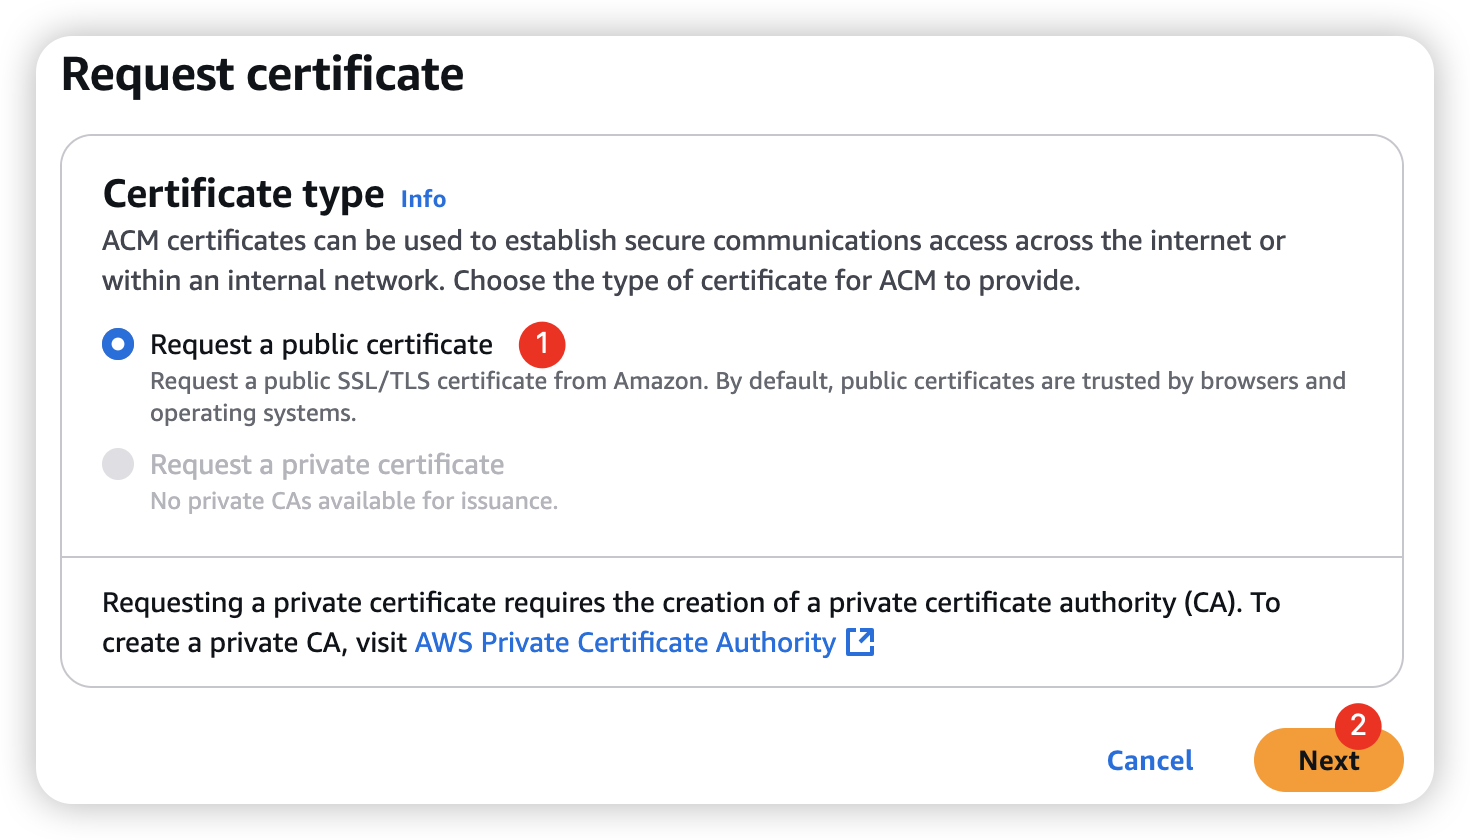 Request certificate
Certificate type Info
ACM certificates can be used to establish secure communications access across the internet or
within an internal network. Choose the type of certificate for ACM to provide.
Request a public certificate 1
Request a public SSL/TLS certificate from Amazon. By default, public certificates are trusted by browsers and
operating systems.
Request a private certificate
No private CAs available for issuance.
Requesting a private certificate requires the creation of a private certificate authority (CA). To
create a private CA, visit AWS Private Certificate Authority
2
Cancel Next